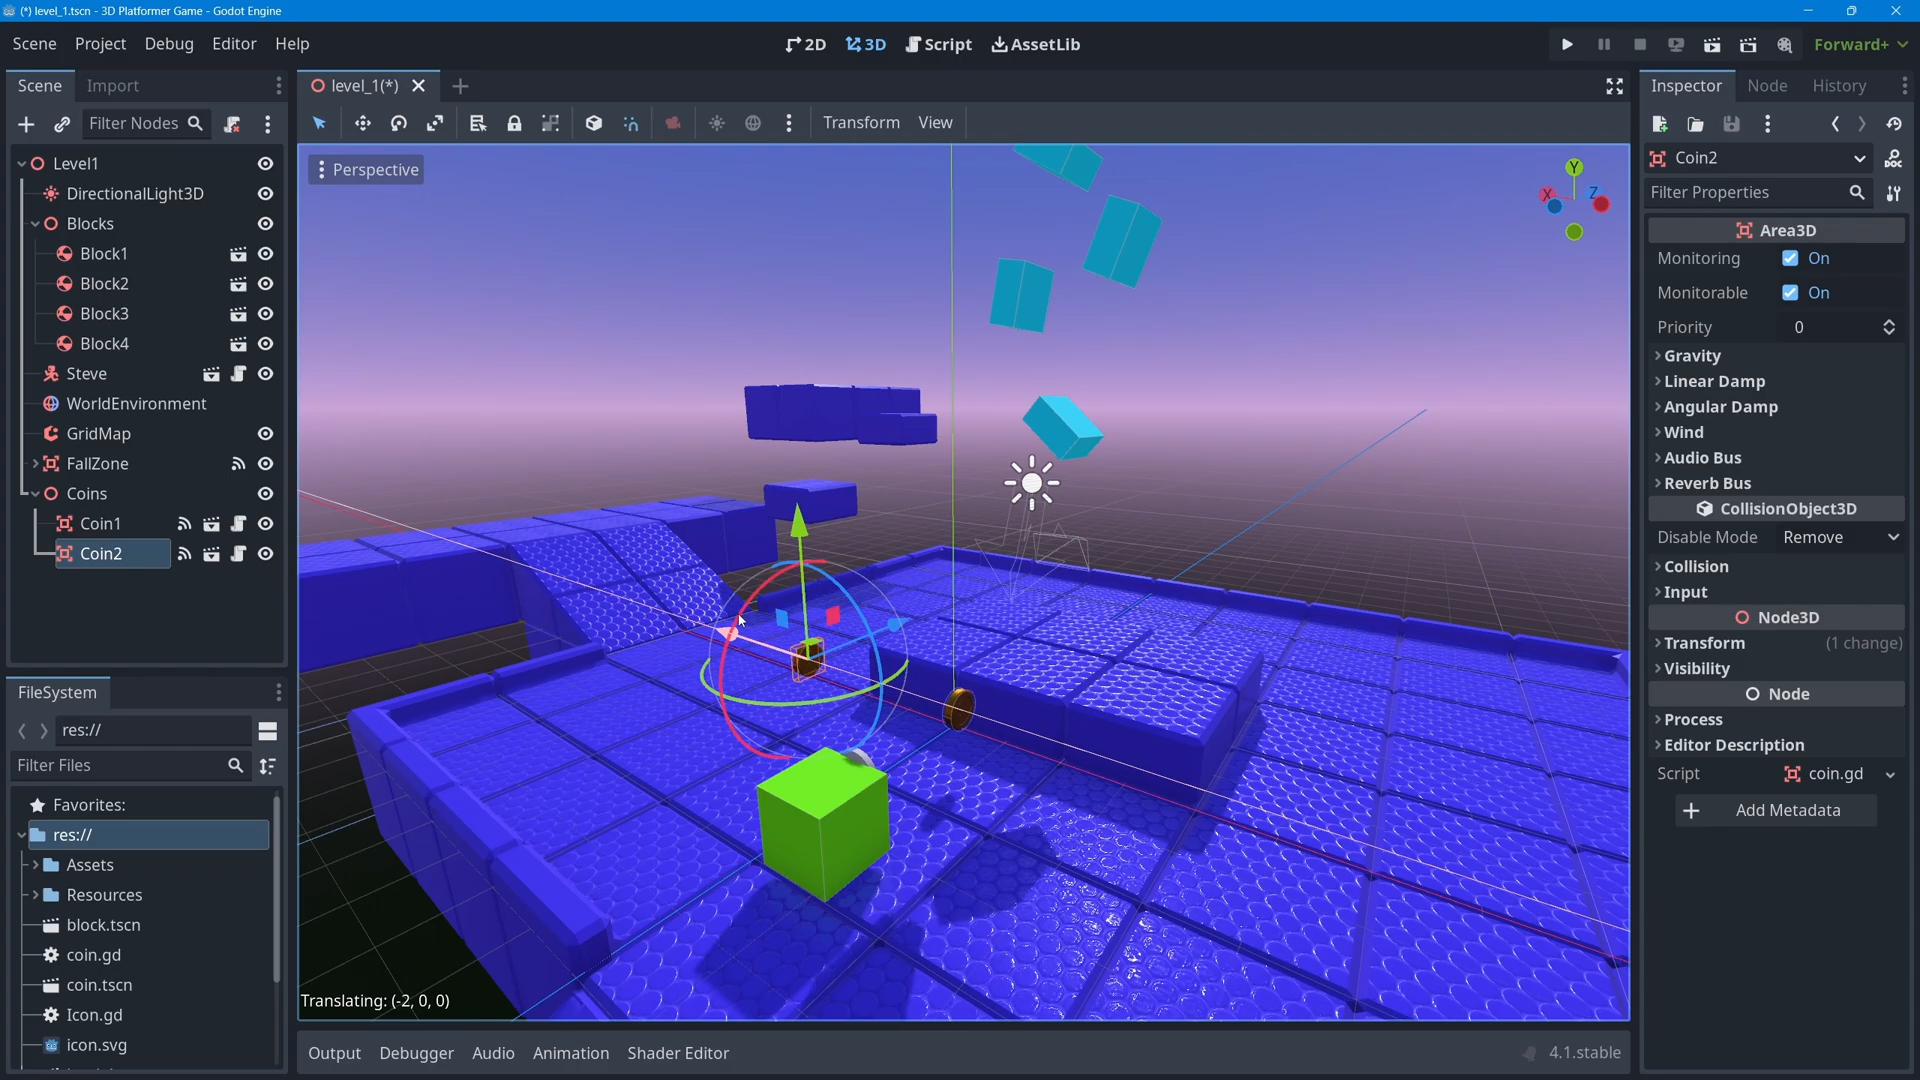 (*) level_1.tscn - 3D Platformer Game - Godot Engine
Scene Project Debug Editor Help
2D 3D Script AssetLib
Forward+
Scene Import
Filter Nodes
Level1
DirectionalLight3D
Blocks
Block1
Block2
Block3
Block4
Steve
WorldEnvironment
GridMap
FallZone
Coins
Coin1
Coin2
FileSystem
res://
Filter Files
Favorites:
res://
Assets
Resources
block.tscn
coin.gd
coin.tscn
Icon.gd
icon.svg
level_1(*)
Transform View
Perspective
Y
X
Z
Translating: (-2, 0, 0)
Output Debugger Audio Animation Shader Editor
4.1.stable
Inspector Node History
Coin2
Filter Properties
Area3D
Monitoring On
Monitorable On
Priority 0
Gravity
Linear Damp
Angular Damp
Wind
Audio Bus
Reverb Bus
CollisionObject3D
Disable Mode Remove
Collision
Input
Node3D
Transform (1 change)
Visibility
Node
Process
Editor Description
Script coin.gd
Add Metadata